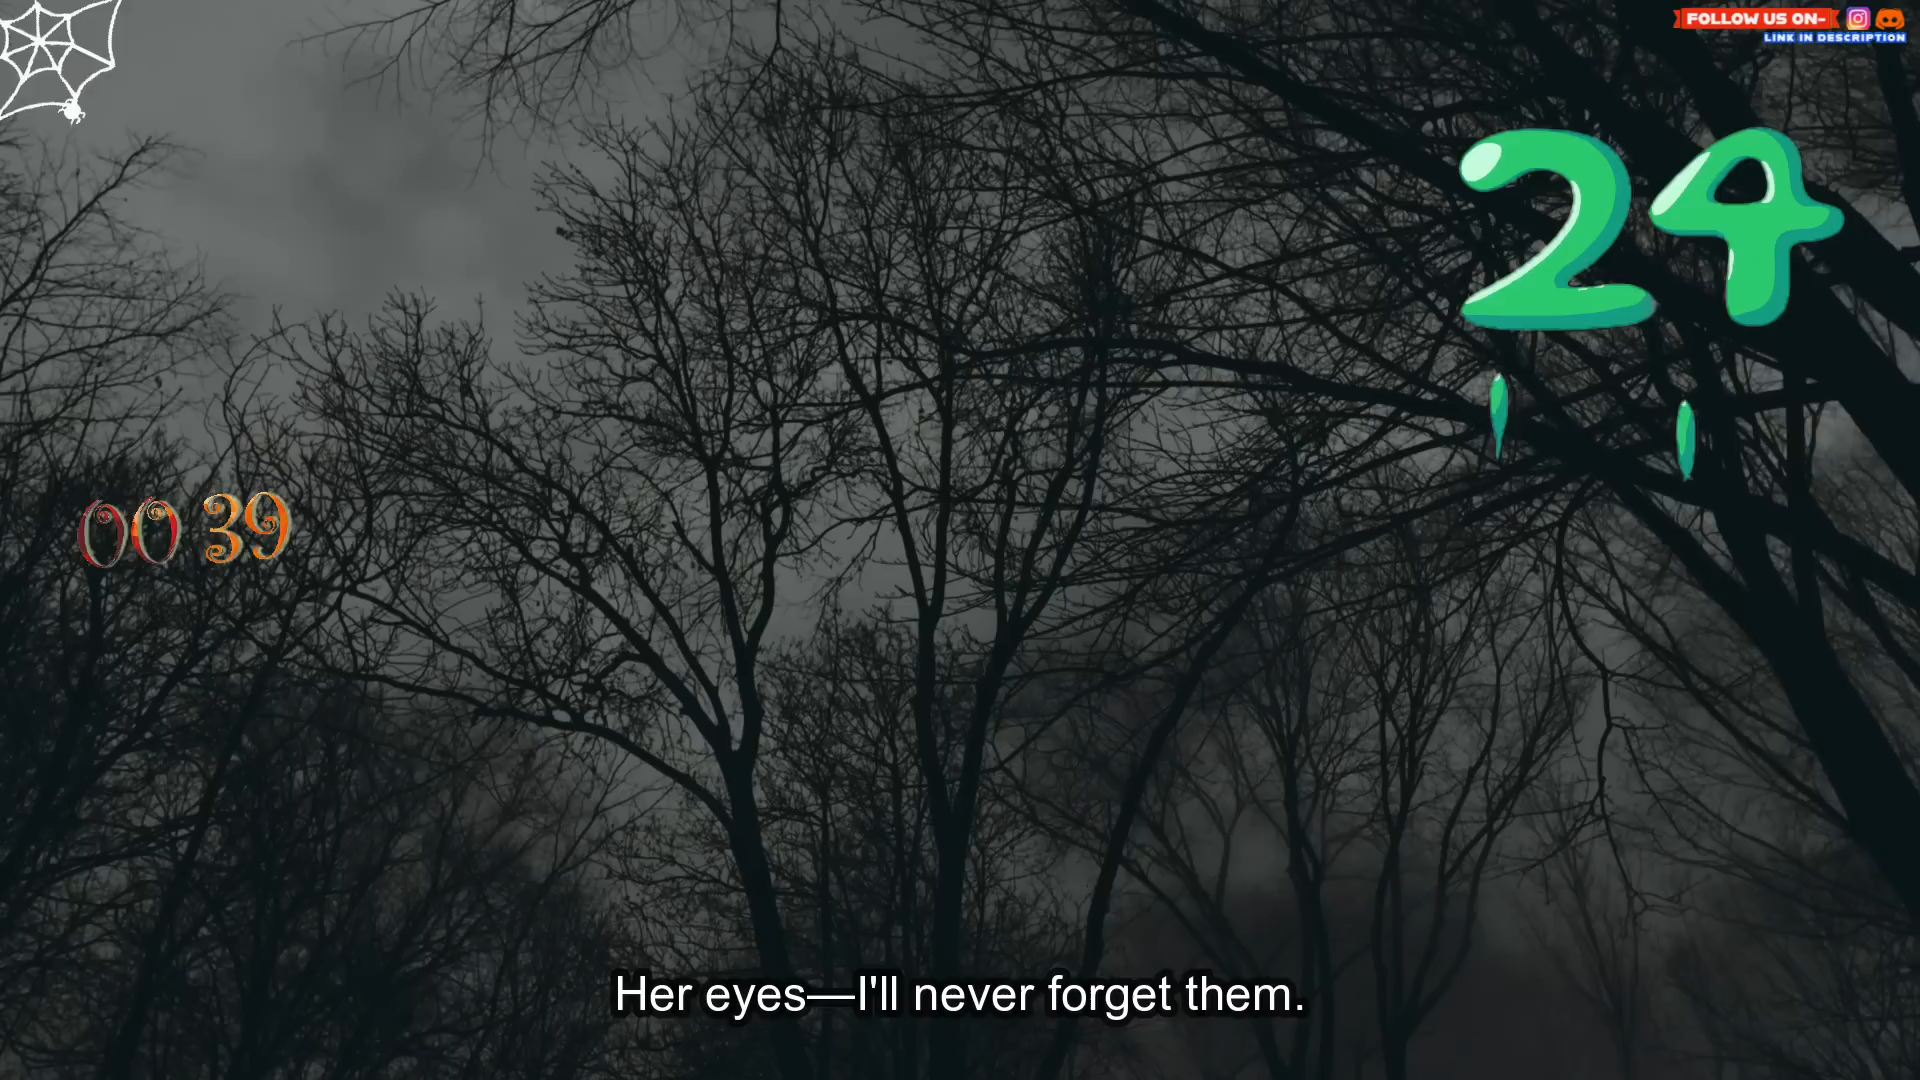 FOLLOW US ON-
LINK IN DESCRIPTION
24
00 39
Her eyes—I'll never forget them.